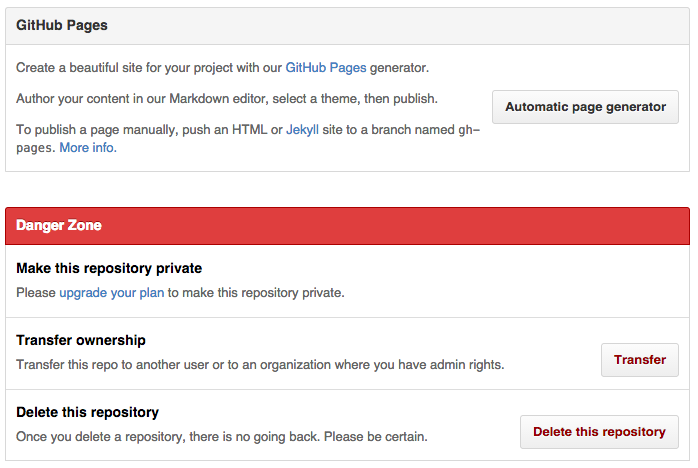 GitHub Pages
Create a beautiful site for your project with our GitHub Pages generator.
Author your content in our Markdown editor, select a theme, then publish.
Automatic page generator
To publish a page manually, push an HTML or Jekyll site to a branch named gh-
pages. More info.
Danger Zone
Make this repository private
Please upgrade your plan to make this repository private.
Transfer ownership
Transfer this repo to another user or to an organization where you have admin rights.
Transfer
Delete this repository
Once you delete a repository, there is no going back. Please be certain.
Delete this repository